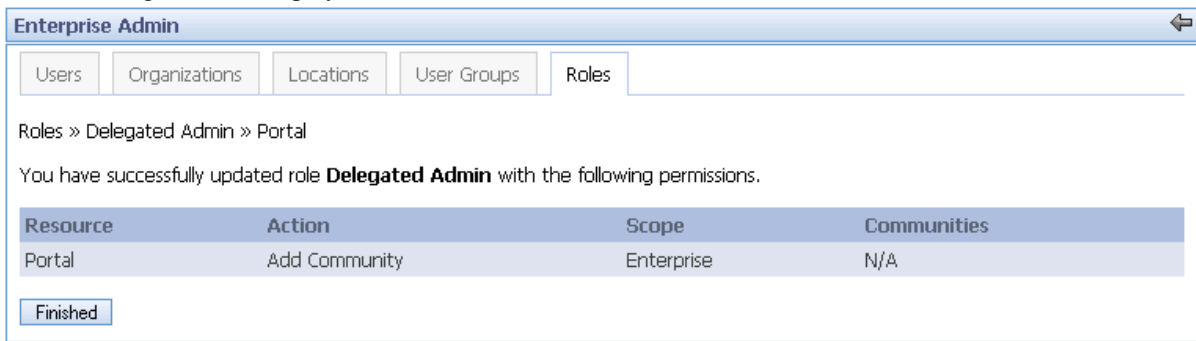 Enterprise Admin
Users Organizations Locations User Groups Roles
Roles » Delegated Admin » Portal
You have successfully updated role Delegated Admin with the following permissions.
Resource Action Scope Communities
Portal Add Community Enterprise N/A
Finished